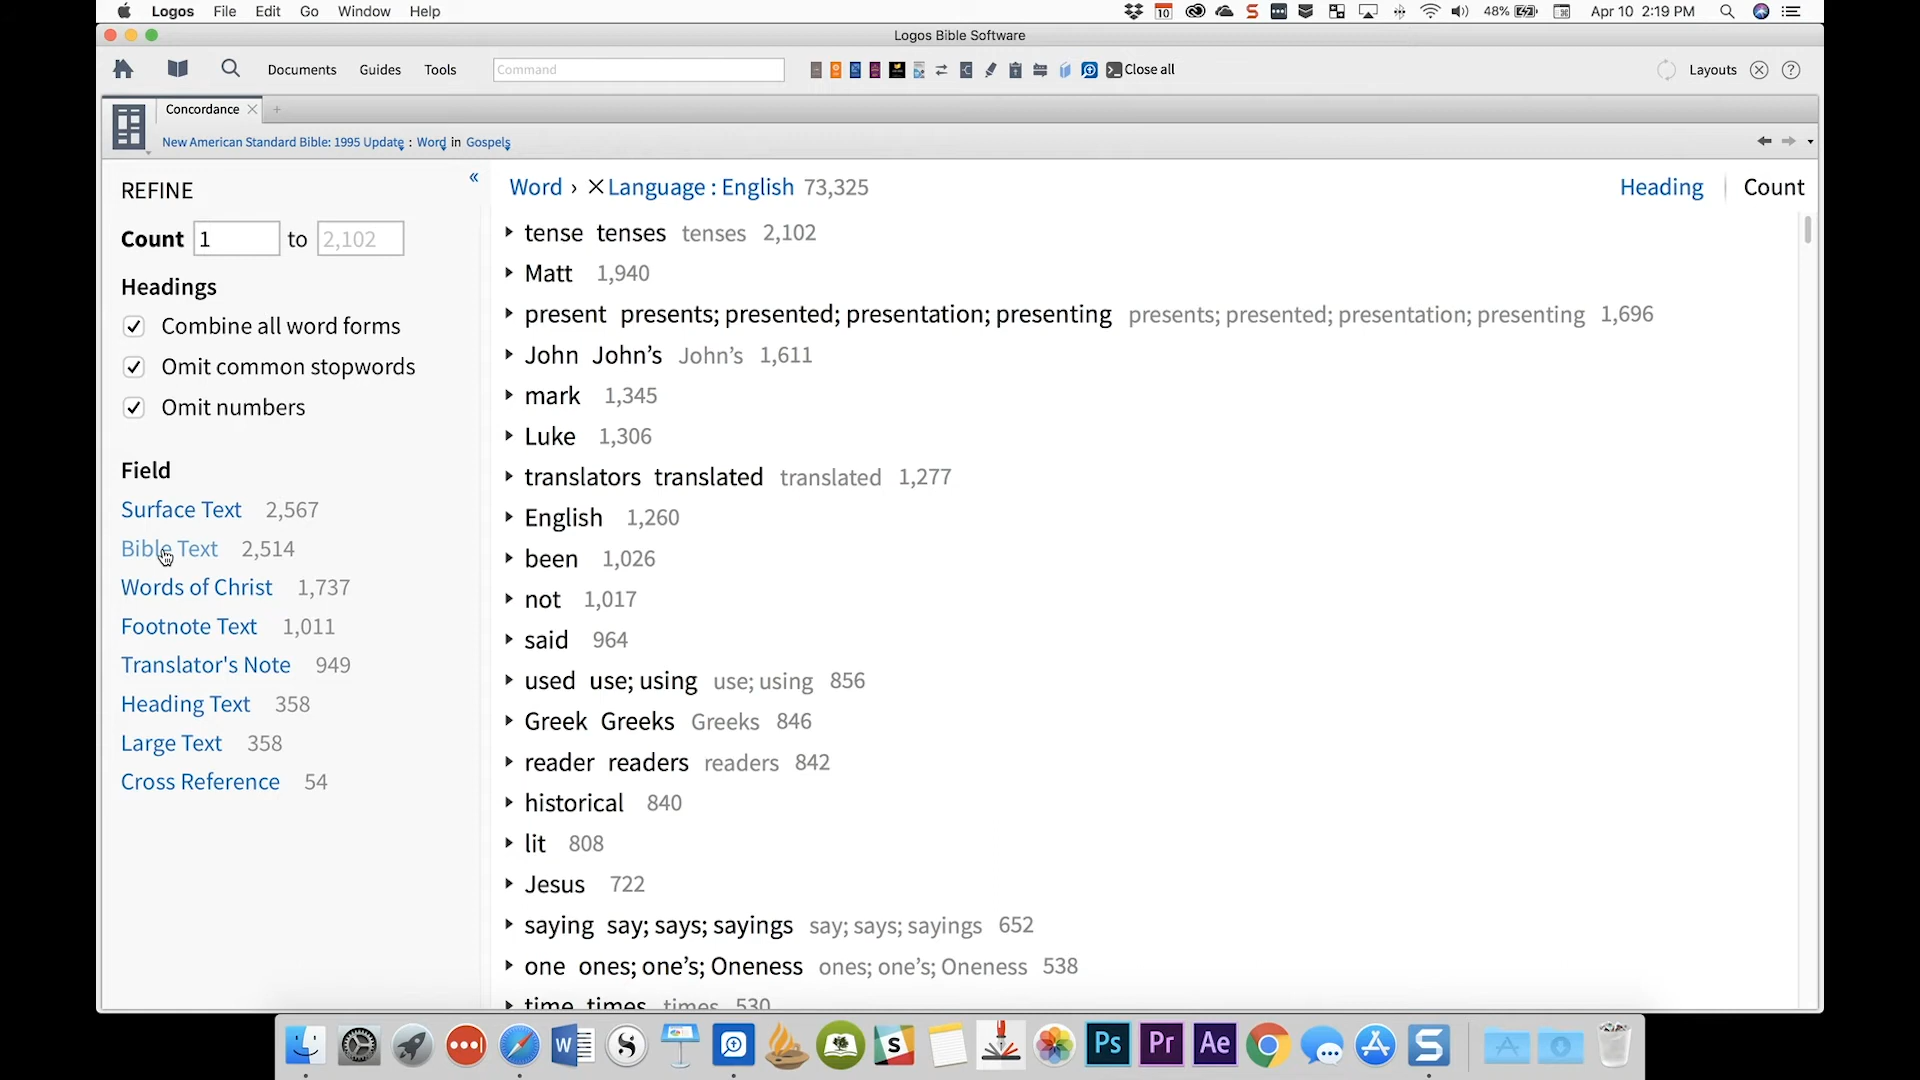 Logos File Edit Go Window Help 10 48% Apr 10 2:19 PM
Logos Bible Software
Documents Guides Tools Command Close all Layouts
Concordance
New American Standard Bible: 1995 Update : Word in Gospels
REFINE
Count 1 to 2,102
Headings
Combine all word forms
Omit common stopwords
Omit numbers
Field
Surface Text 2,567
Bible Text 2,514
Words of Christ 1,737
Footnote Text 1,011
Translator's Note 949
Heading Text 358
Large Text 358
Cross Reference 54
Word › ✕Language : English 73,325 Heading Count
tense tenses tenses 2,102
Matt 1,940
present presents; presented; presentation; presenting presents; presented; presentation; presenting 1,696
John John’s John’s 1,611
mark 1,345
Luke 1,306
translators translated translated 1,277
English 1,260
been 1,026
not 1,017
said 964
used use; using use; using 856
Greek Greeks Greeks 846
reader readers readers 842
historical 840
lit 808
Jesus 722
saying say; says; sayings say; says; sayings 652
one ones; one’s; Oneness ones; one’s; Oneness 538
time times times 530
W S S Ps Pr Ae S